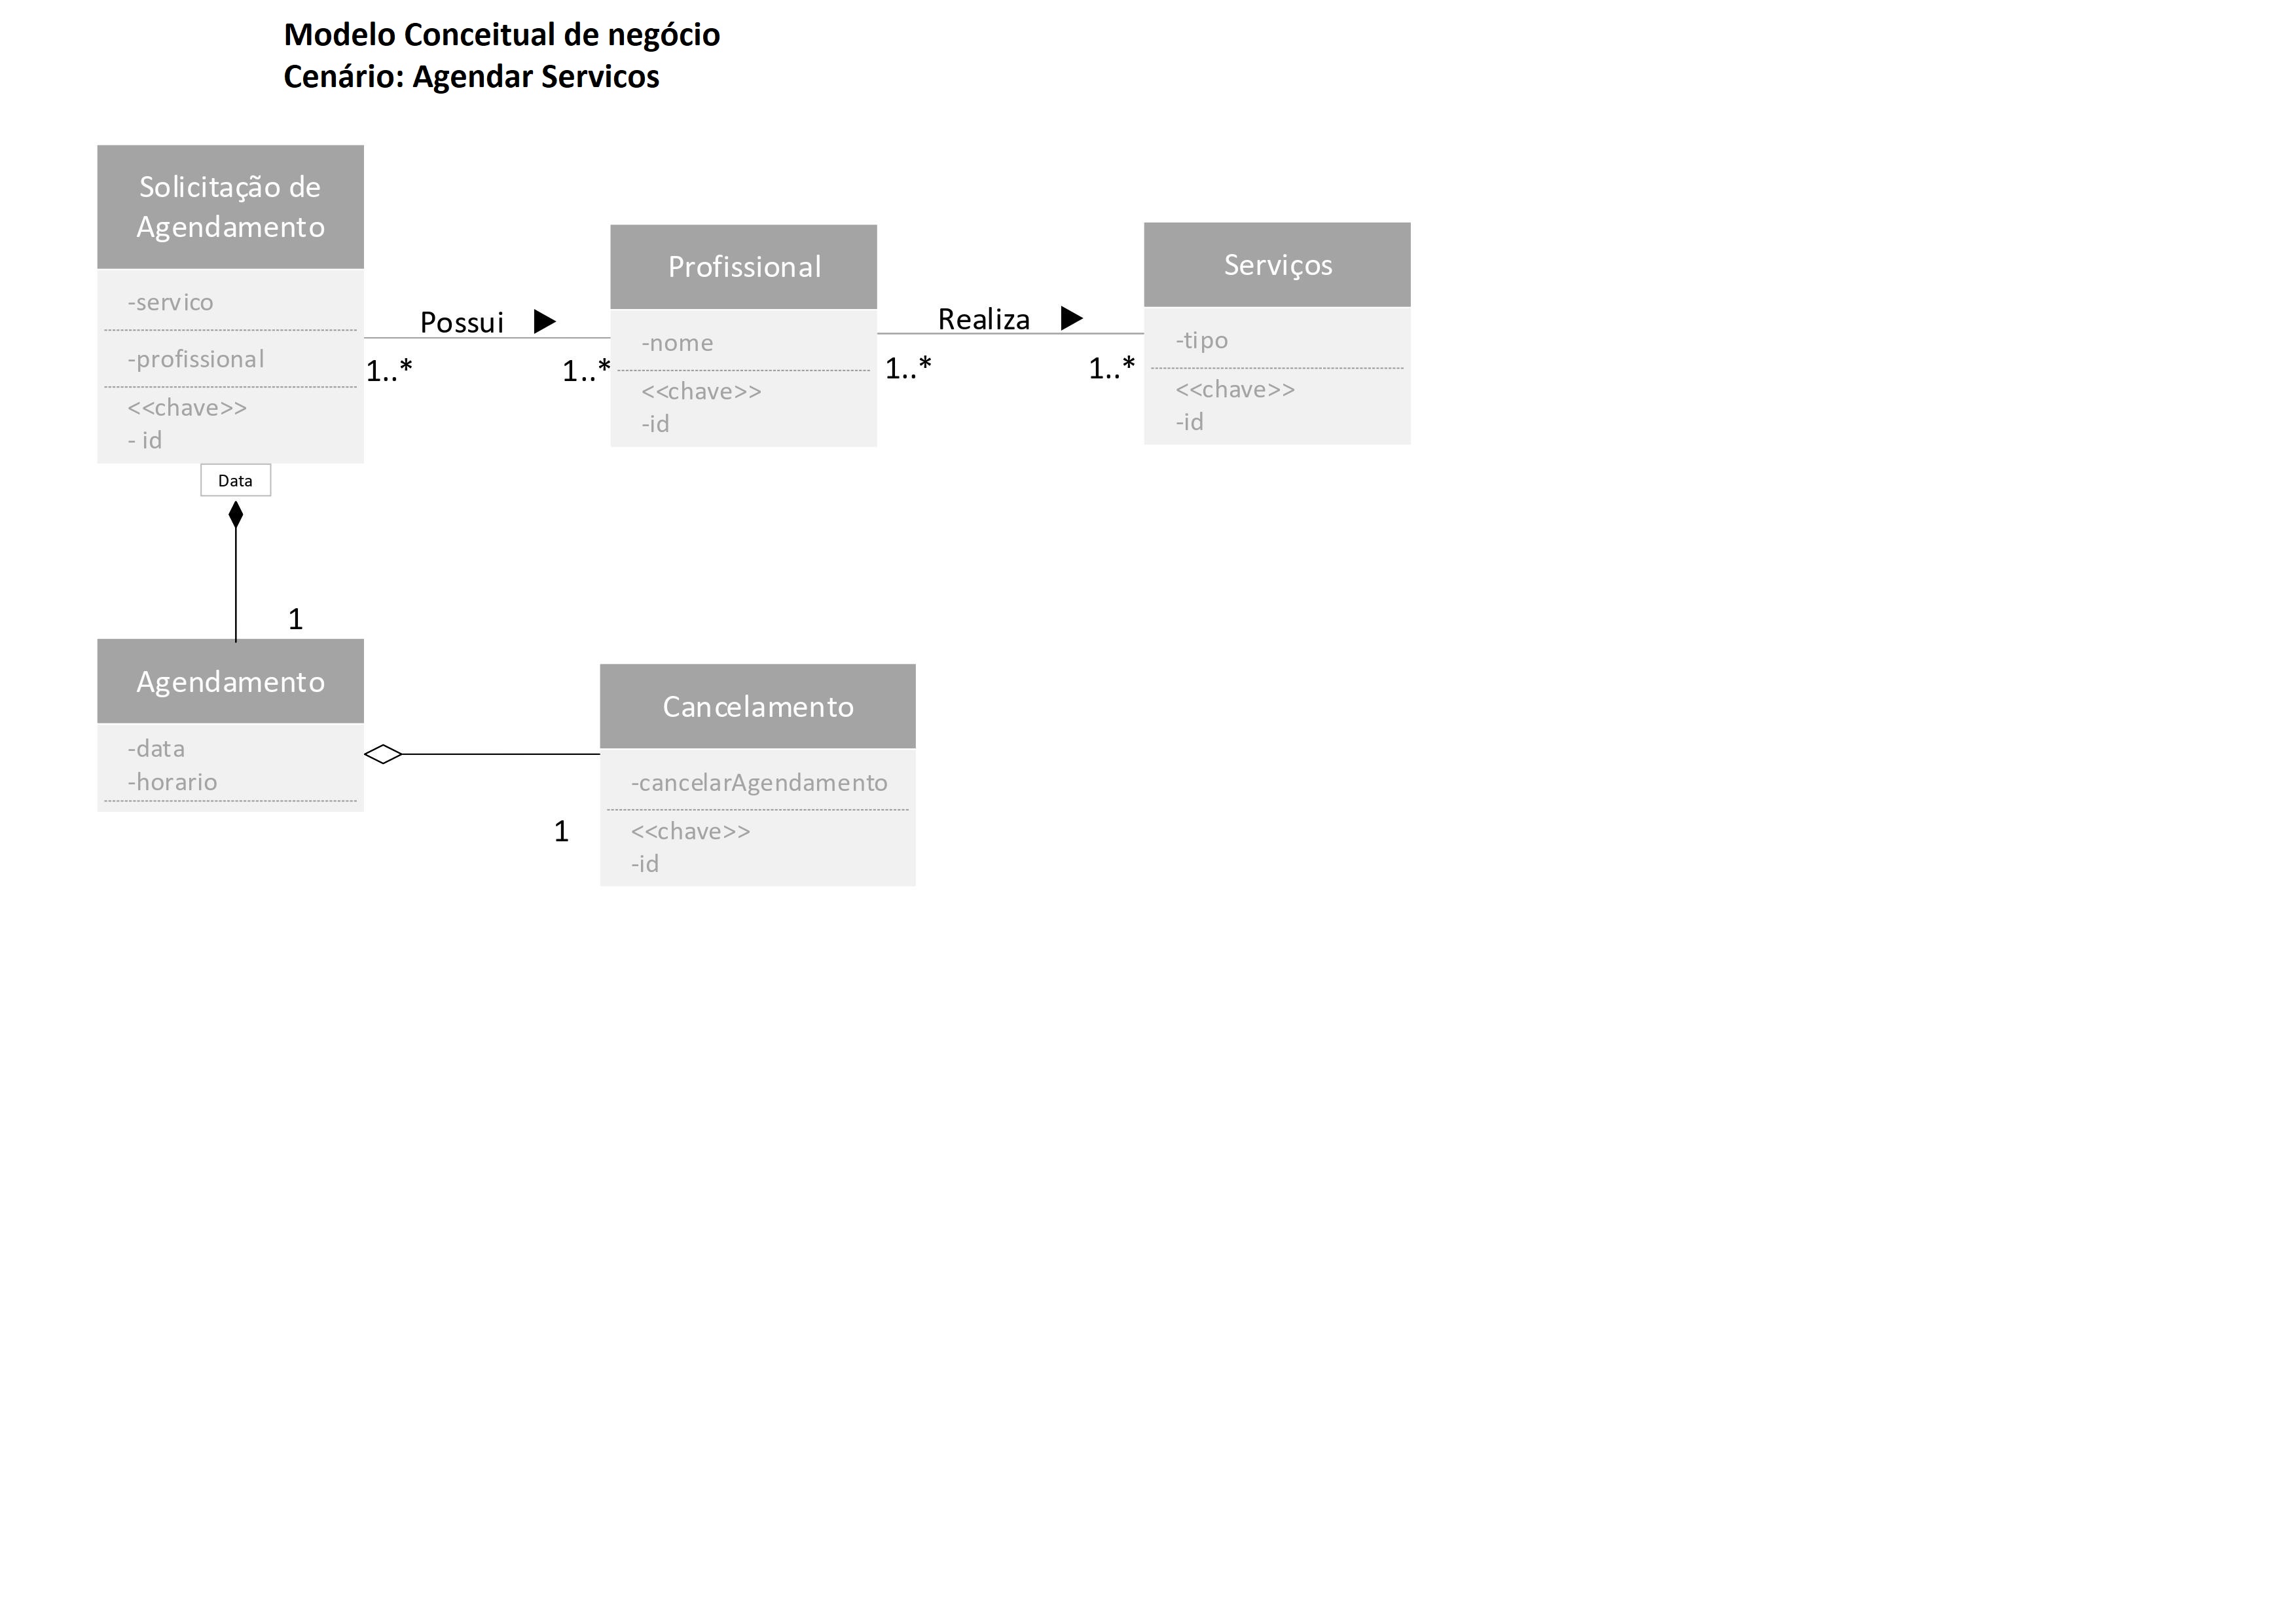 Modelo Conceitual de negócio
Cenário: Agendar Servicos
Solicitação de
Agendamento
-servico
-profissional
<<chave>>
- id
Data
Possui
1..*
1..*
Profissional
-nome
<<chave>>
-id
Realiza
1..*
1..*
Serviços
-tipo
<<chave>>
-id
1
Agendamento
-data
-horario
1
Cancelamento
-cancelarAgendamento
<<chave>>
-id